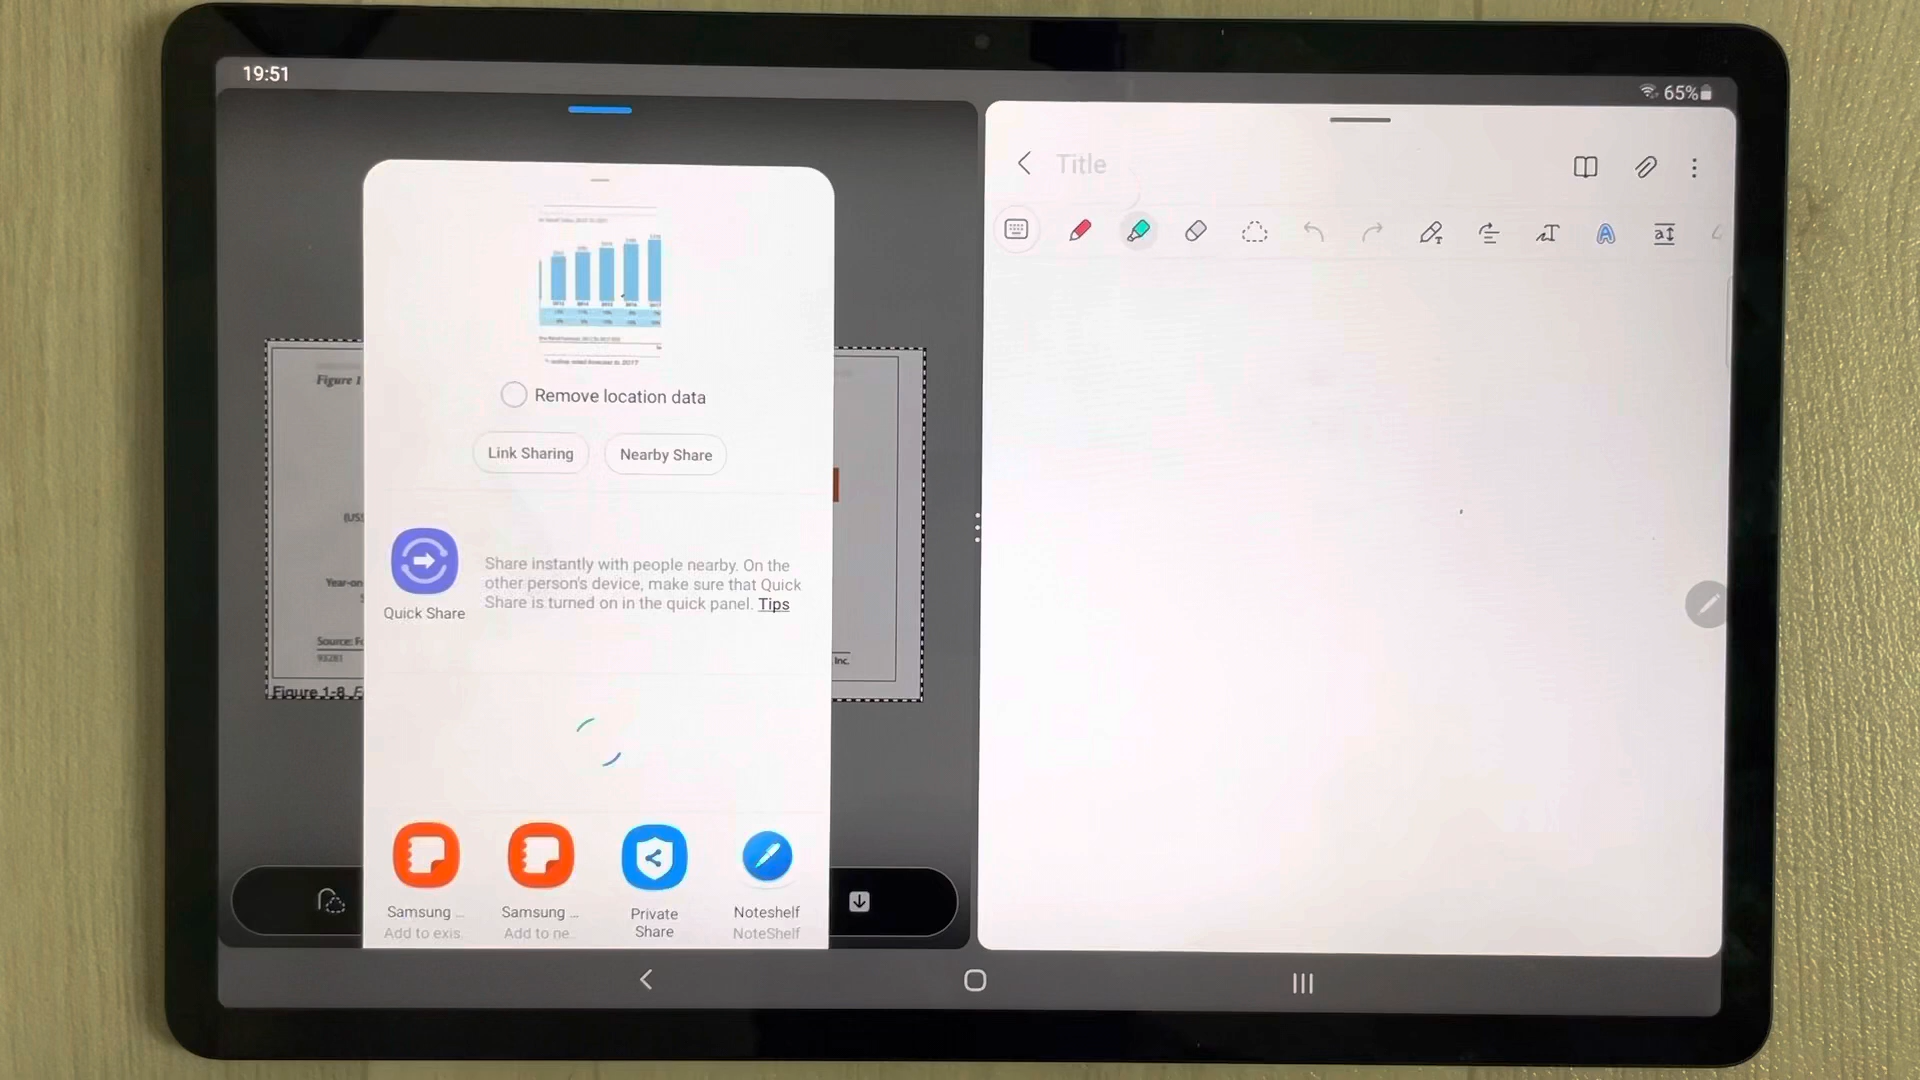 19:51
65%
Title
Remove location data
Link Sharing
Nearby Share
Quick Share
Share instantly with people nearby. On the
other person's device, make sure that Quick
Share is turned on in the quick panel. Tips
Samsung ...
Add to exis
Samsung ...
Add to ne..
Private
Share
Noteshelf
NoteShelf
Figure 1
(US$
Year-on
Source: Fo
93281
Inc.
Figure 1-8